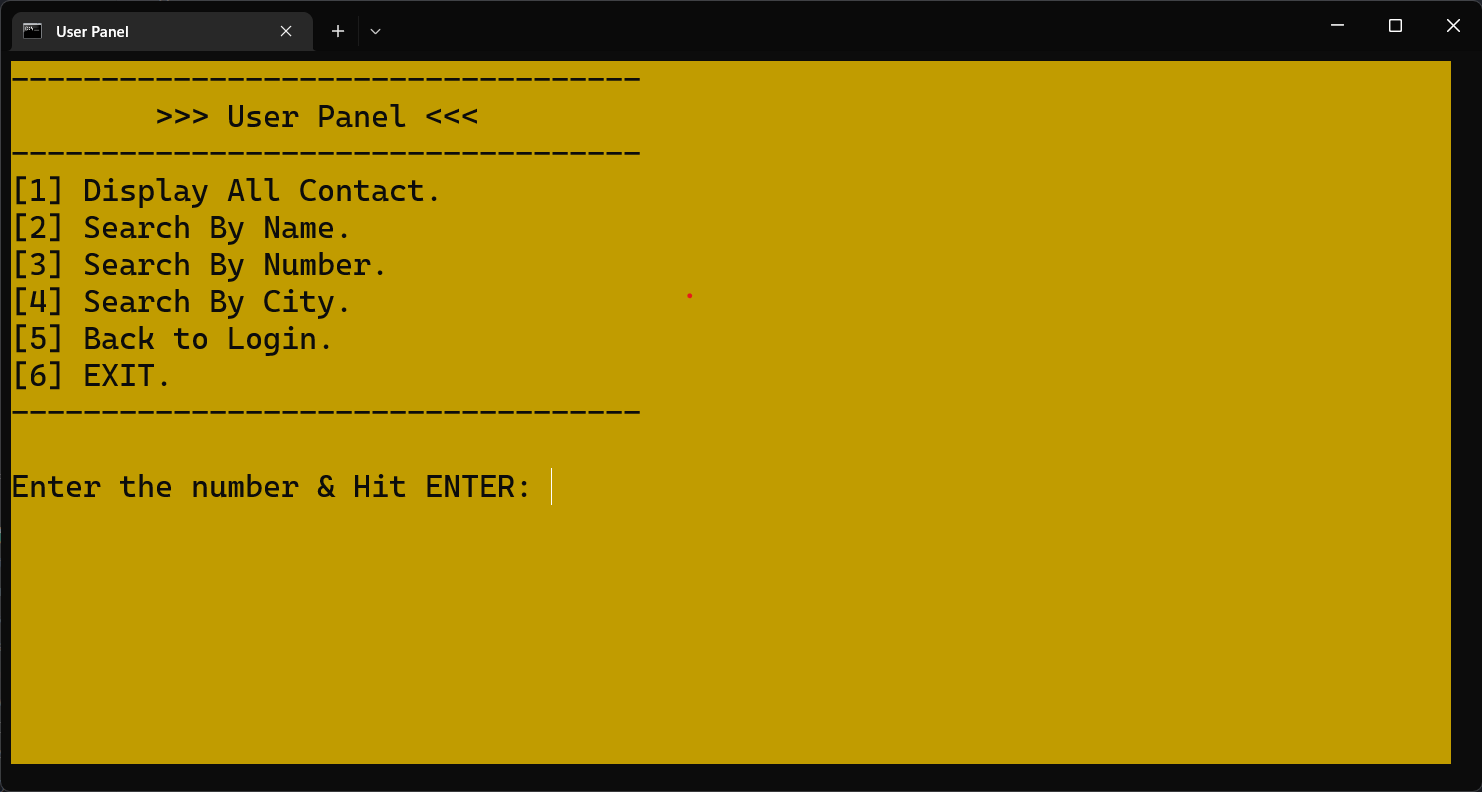 User Panel
-----------------------------------
>>> User Panel <<<
-----------------------------------
[1] Display All Contact.
[2] Search By Name.
[3] Search By Number.
[4] Search By City.
[5] Back to Login.
[6] EXIT.
-----------------------------------
Enter the number & Hit ENTER: